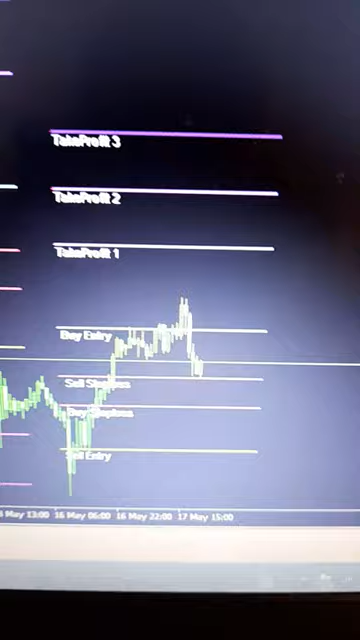 TakeProfit 3
TakeProfit 2
TakeProfit 1
Buy Entry
Sell Stoploss
Buy Stoploss
Sell Entry
May 13:00 16 May 06:00 16 May 22:00 17 May 15:00